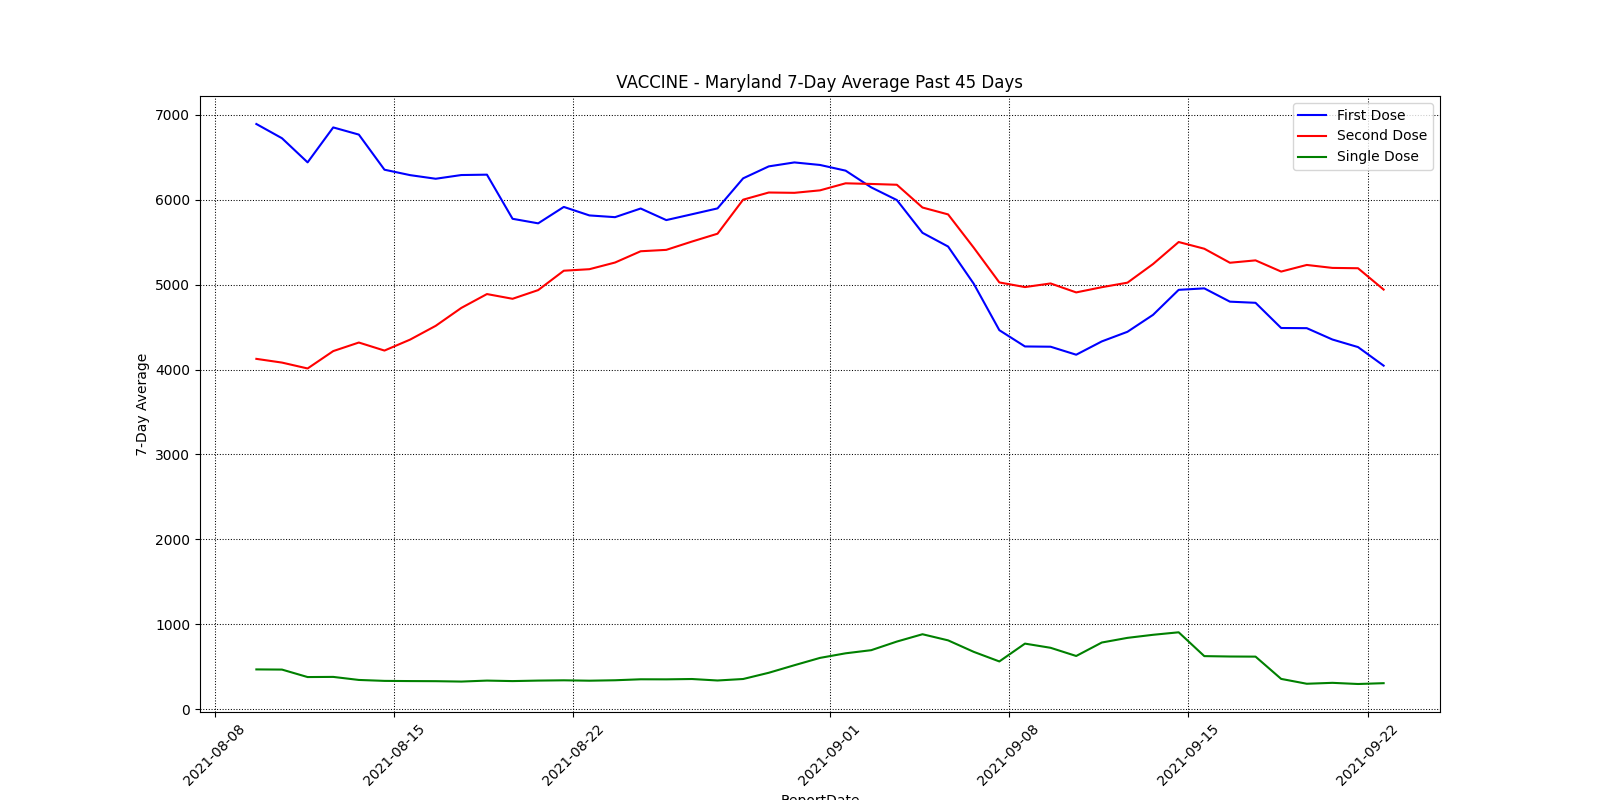 VACCINE - Maryland 7-Day Average Past 45 Days
First Dose
Second Dose
Single Dose
7-Day Average
7000
6000
5000
4000
3000
2000
1000
0
2021-08-08
2021-08-15
2021-08-22
2021-09-01
2021-09-08
2021-09-15
2021-09-22
ReportDate